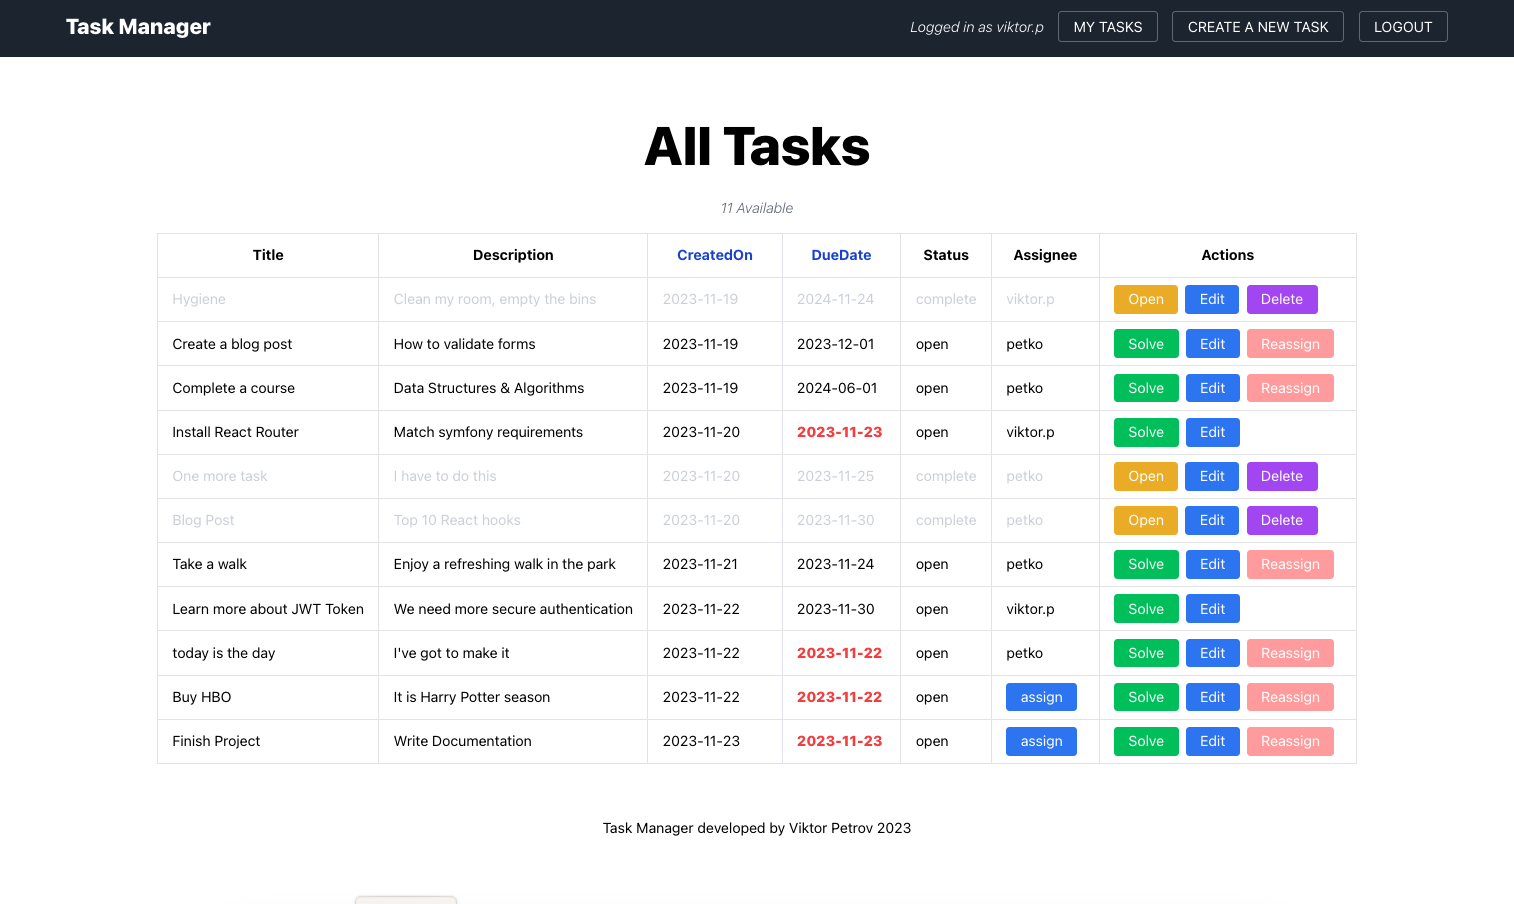 Task Manager
Logged in as viktor.p MY TASKS CREATE A NEW TASK LOGOUT
All Tasks
11 Available
Title Description CreatedOn DueDate Status Assignee Actions
Hygiene Clean my room, empty the bins 2023-11-19 2024-11-24 complete viktor.p Open Edit Delete
Create a blog post How to validate forms 2023-11-19 2023-12-01 open petko Solve Edit Reassign
Complete a course Data Structures & Algorithms 2023-11-19 2024-06-01 open petko Solve Edit Reassign
Install React Router Match symfony requirements 2023-11-20 2023-11-23 open viktor.p Solve Edit
One more task I have to do this 2023-11-20 2023-11-25 complete petko Open Edit Delete
Blog Post Top 10 React hooks 2023-11-20 2023-11-30 complete petko Open Edit Delete
Take a walk Enjoy a refreshing walk in the park 2023-11-21 2023-11-24 open petko Solve Edit Reassign
Learn more about JWT Token We need more secure authentication 2023-11-22 2023-11-30 open viktor.p Solve Edit
today is the day I've got to make it 2023-11-22 2023-11-22 open petko Solve Edit Reassign
Buy HBO It is Harry Potter season 2023-11-22 2023-11-22 open assign Solve Edit Reassign
Finish Project Write Documentation 2023-11-23 2023-11-23 open assign Solve Edit Reassign
Task Manager developed by Viktor Petrov 2023